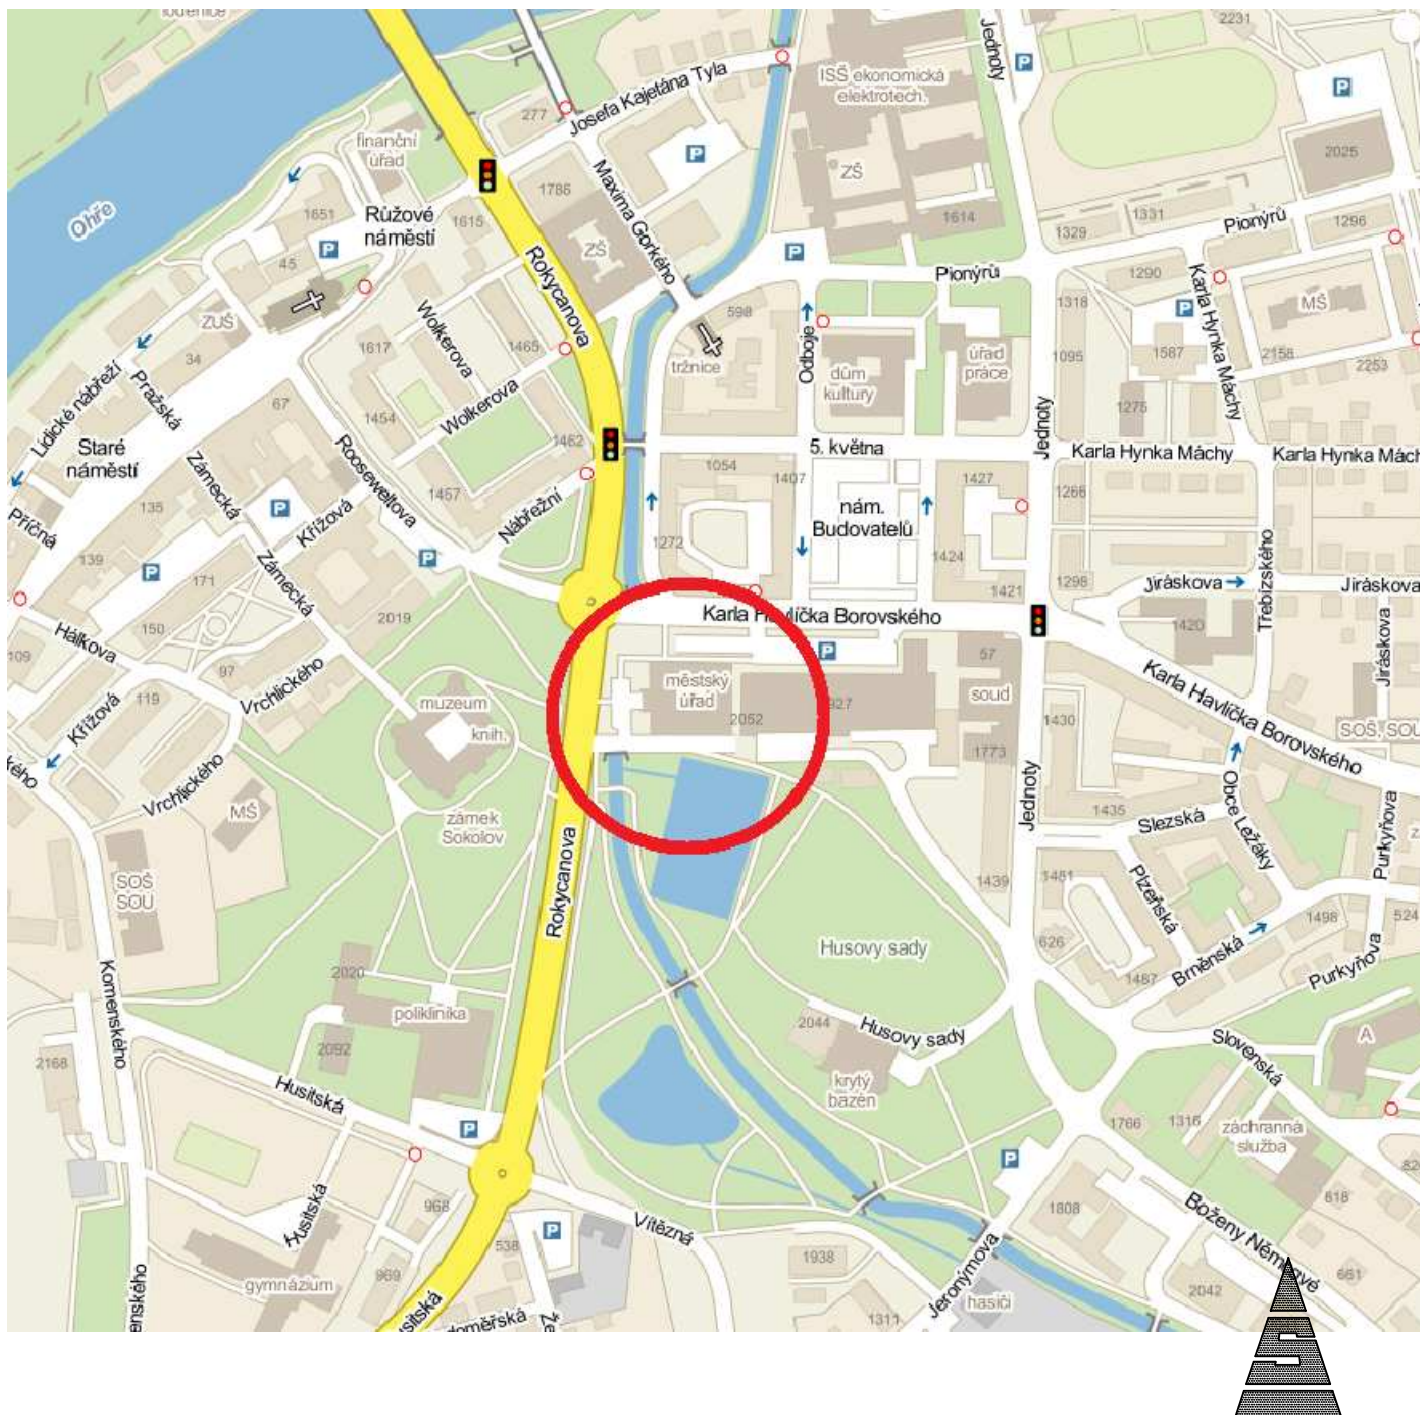 2231
Jednoty
P
ISŠ ekonomická
elektrotech.
P
Josefa Kajetána Tyla
277
finanční
úřad
P
2025
ZŠ
1786
Maxima Gorkého
Ohře
1651
Růžové
náměstí
1615
1614
1331
1296
Pionýrů
1329
ZŠ
P
P
45
Rokycanova
Pionýrů
1290
Karla Hynka Máchy
MŠ
1318
P
ZUŠ
Wolkerova
598
Odboje
34
1617
1465
tržnice
dům
kultury
úřad
práce
1095
1587
2158
2253
Lidické nábřeží
Pražská
67
1454
Wolkerova
1275
Jednoty
Staré
náměstí
Zámecká
Rooseveltova
1462
5. května
Karla Hynka Máchy
1457
1054
1407
1427
1266
Příčná
135
P
Křížová
Nábřežní
nám.
Budovatelů
139
P
171
Zámecká
P
1272
1424
1421
1298
Jiráskova
Jiráskova
Třebízského
Hálkova
150
2019
Karla Havlíčka Borovského
1420
Jiráskova
109
97
Vrchlického
P
57
Karla Havlíčka Borovského
119
Křížová
muzeum
knih.
městský
úřad
2052
soud
1430
SOŠ, SOU
1773
Vrchlického
MŠ
zámek
Sokolov
Jednoty
1435
Slezská
Obce Ležáky
Purkyňova
Rokycanova
SOŠ
SOU
1439
1481
Plzeňská
1498
524
Husovy sady
626
Brněnská
1487
Purkyňova
2020
Komenského
poliklinika
2044
Husovy sady
Slovenská
A
2168
2092
krytý
bazén
Husitská
P
1766
1316
záchranná
služba
P
818
Husitská
968
P
Vítězná
1808
Boženy Němcové
538
gymnázium
969
1938
Jeronýmova
661
2042
hasiči
1311
S